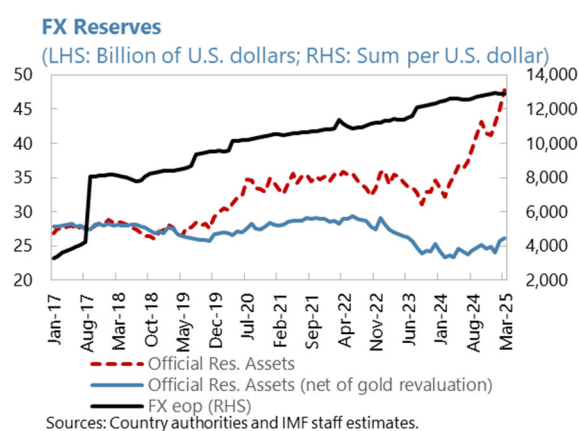 FX Reserves
(LHS: Billion of U.S. dollars; RHS: Sum per U.S. dollar)
50 14,000
45 12,000
40 10,000
35 8,000
30 6,000
25 4,000
20 2,000
Jan-17 Aug-17 Mar-18 Oct-18 May-19 Dec-19 Jul-20 Feb-21 Sep-21 Apr-22 Nov-22 Jun-23 Jan-24 Aug-24 Mar-25
Official Res. Assets
Official Res. Assets (net of gold revaluation)
FX eop (RHS)
Sources: Country authorities and IMF staff estimates.